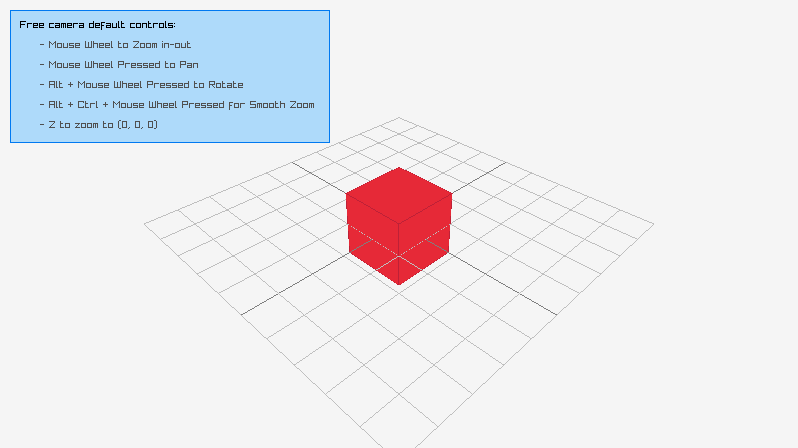 Free camera default controls:
- Mouse Wheel to Zoom in-out
- Mouse Wheel Pressed to Pan
- Alt + Mouse Wheel Pressed to Rotate
- Alt + Ctrl + Mouse Wheel Pressed for Smooth Zoom
- Z to zoom to (0, 0, 0)